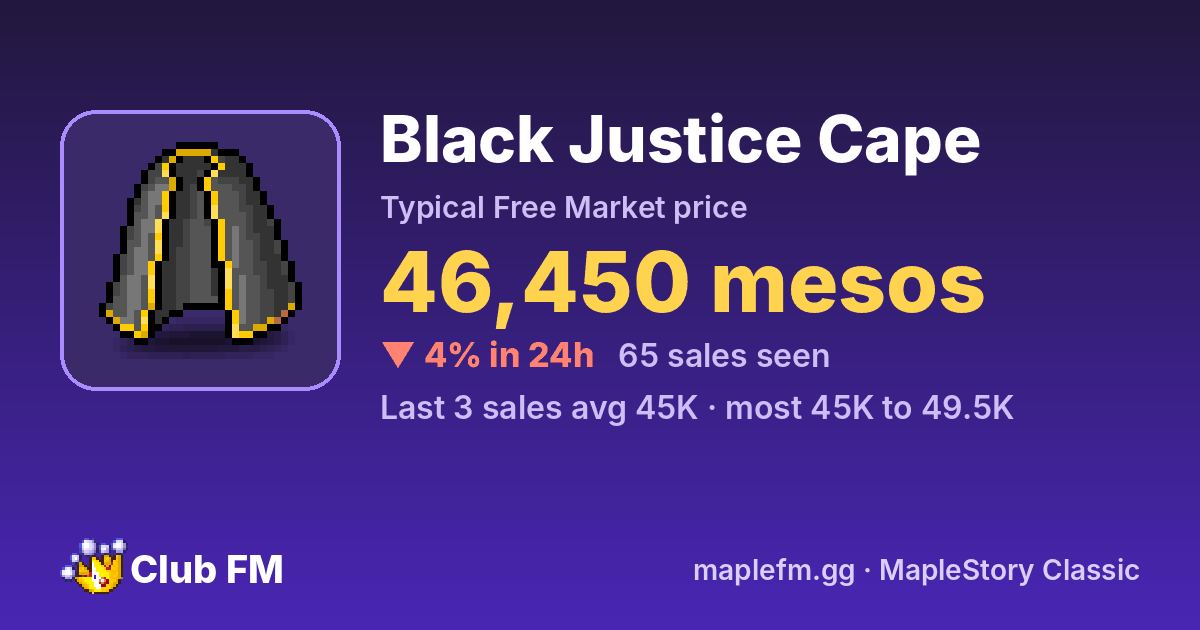 Black Justice Cape
Typical Free Market price
46,450 mesos
▼ 4% in 24h 65 sales seen
Last 3 sales avg 45K · most 45K to 49.5K
Club FM
maplefm.gg · MapleStory Classic